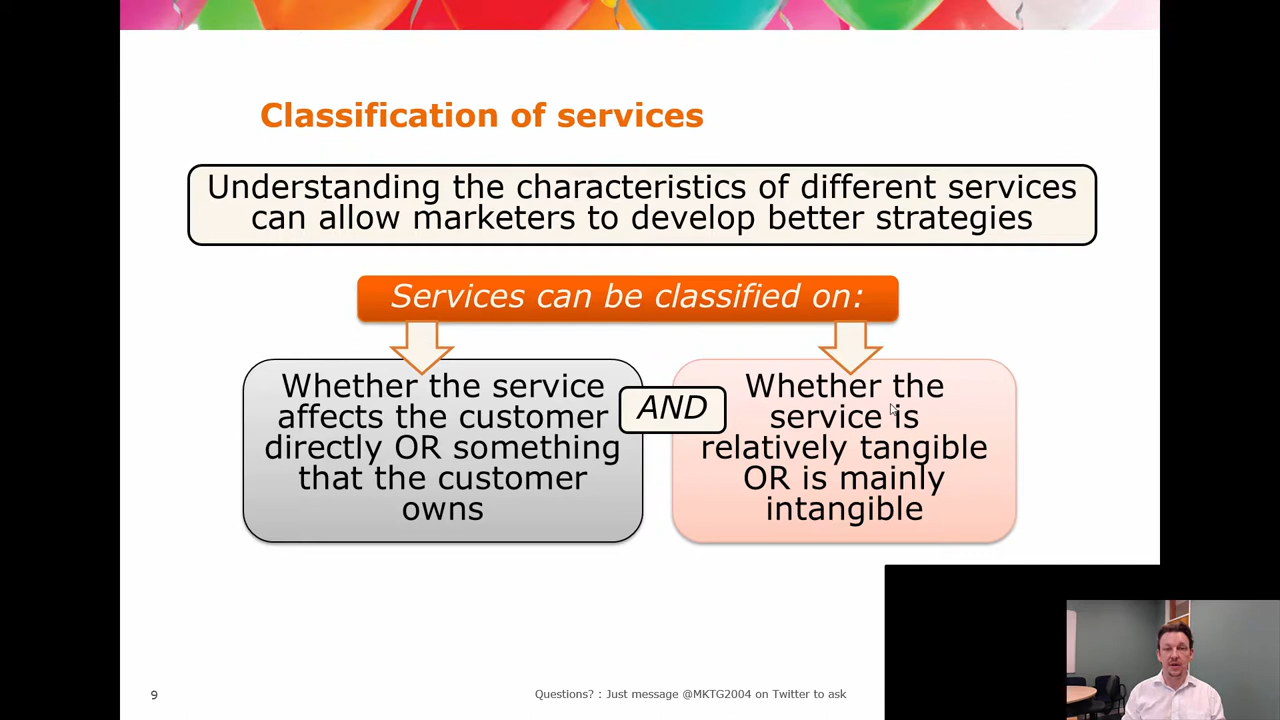 Classification of services
Understanding the characteristics of different services
can allow marketers to develop better strategies
Services can be classified on:
Whether the service
affects the customer
directly OR something
that the customer
owns
AND
Whether the
service is
relatively tangible
OR is mainly
intangible
9
Questions? : Just message @MKTG2004 on Twitter to ask